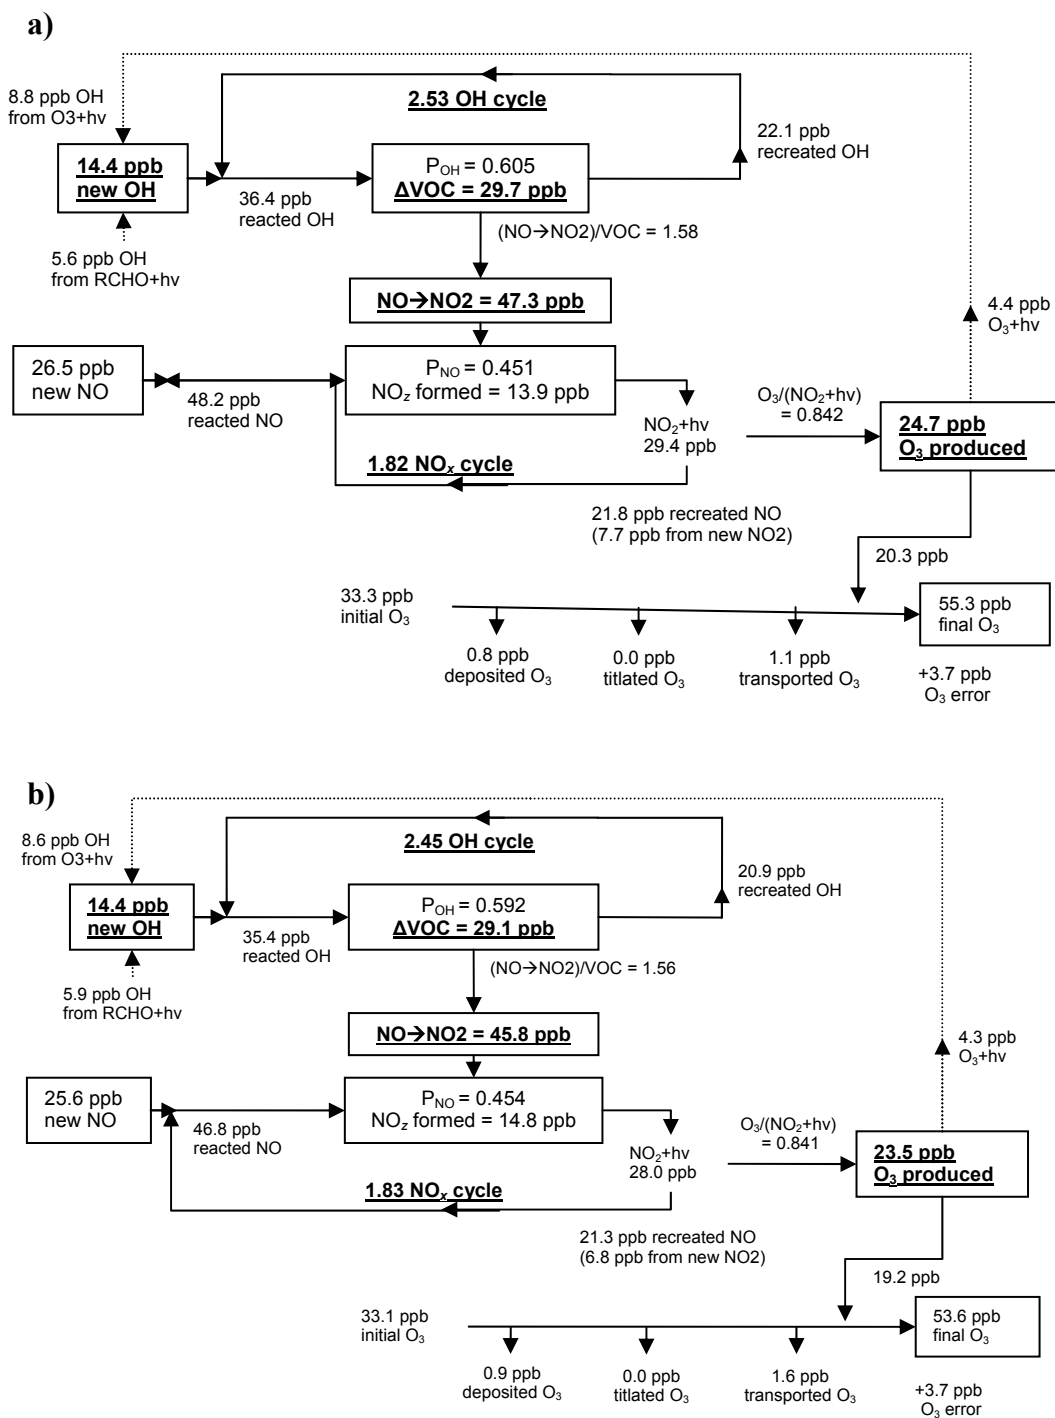 a)
8.8 ppb OH
from O3+hv
2.53 OH cycle
22.1 ppb
recreated OH
14.4 ppb
new OH
36.4 ppb
reacted OH
P_OH = 0.605
ΔVOC = 29.7 ppb
(NO→NO2)/VOC = 1.58
5.6 ppb OH
from RCHO+hv
NO→NO2 = 47.3 ppb
4.4 ppb
O₃+hv
26.5 ppb
new NO
48.2 ppb
reacted NO
P_NO = 0.451
NO_z formed = 13.9 ppb
NO₂+hv
29.4 ppb
O₃/(NO₂+hv)
= 0.842
24.7 ppb
O₃ produced
1.82 NOₓ cycle
21.8 ppb recreated NO
(7.7 ppb from new NO2)
20.3 ppb
33.3 ppb
initial O₃
55.3 ppb
final O₃
0.8 ppb
deposited O₃
0.0 ppb
titlated O₃
1.1 ppb
transported O₃
+3.7 ppb
O₃ error
b)
8.6 ppb OH
from O3+hv
2.45 OH cycle
20.9 ppb
recreated OH
14.4 ppb
new OH
35.4 ppb
reacted OH
P_OH = 0.592
ΔVOC = 29.1 ppb
(NO→NO2)/VOC = 1.56
5.9 ppb OH
from RCHO+hv
NO→NO2 = 45.8 ppb
4.3 ppb
O₃+hv
25.6 ppb
new NO
46.8 ppb
reacted NO
P_NO = 0.454
NO_z formed = 14.8 ppb
NO₂+hv
28.0 ppb
O₃/(NO₂+hv)
= 0.841
23.5 ppb
O₃ produced
1.83 NOₓ cycle
21.3 ppb recreated NO
(6.8 ppb from new NO2)
19.2 ppb
33.1 ppb
initial O₃
53.6 ppb
final O₃
0.9 ppb
deposited O₃
0.0 ppb
titlated O₃
1.6 ppb
transported O₃
+3.7 ppb
O₃ error